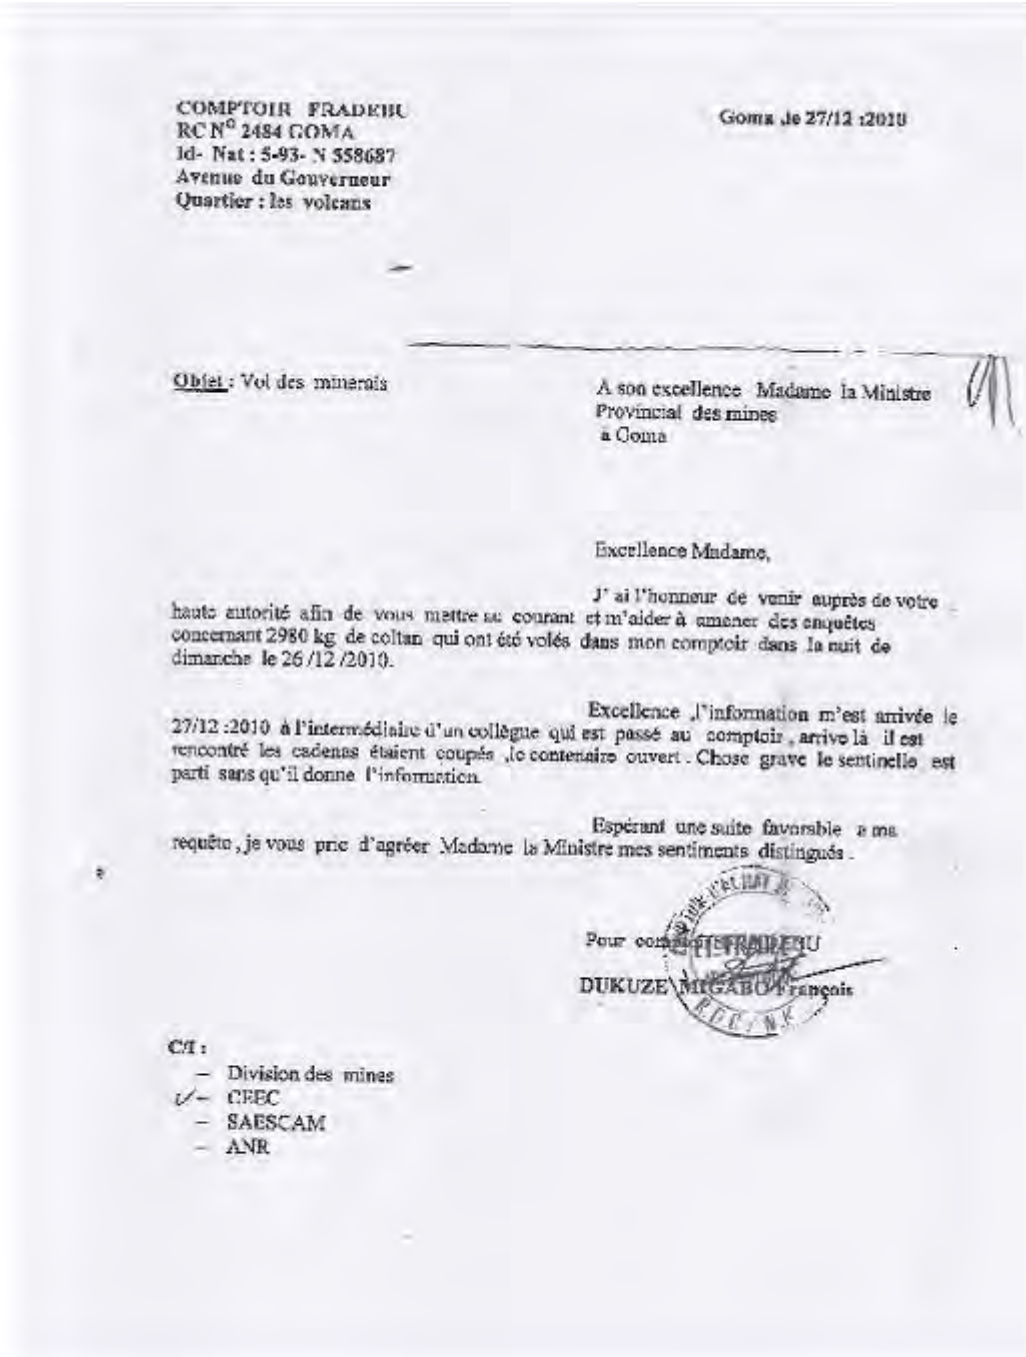 COMPTOIR FRADEBU
RC N° 2484 GOMA
Id- Nat : 5-93- N 558687
Avenue du Gouverneur
Quartier : les volcans
Goma le 27/12 :2010
Objet : Vol des minerais
A son excellence Madame la Ministre
Provincial des mines
à Goma
Excellence Madame,
J' ai l'honneur de venir auprès de votre
haute autorité afin de vous mettre au courant et m'aider à amener des enquêtes
concernant 2980 kg de coltan qui ont été volés dans mon comptoir dans la nuit de
dimanche le 26 /12 /2010.
Excellence ,l'information m'est arrivée le
27/12 :2010 à l'intermédiaire d'un collègue qui est passé au comptoir , arrive là il est
rencontré les cadenas étaient coupés ,le contenaire ouvert . Chose grave le sentinelle est
parti sans qu'il donne l'information.
Espérant une suite favorable a ma
requête , je vous prie d'agréer Madame la Ministre mes sentiments distingués .
Pour comptoir FRADEBU
DUKUZE MIGABO François
R.D.C / N.K
C/I :
– Division des mines
– CEEC
– SAESCAM
– ANR